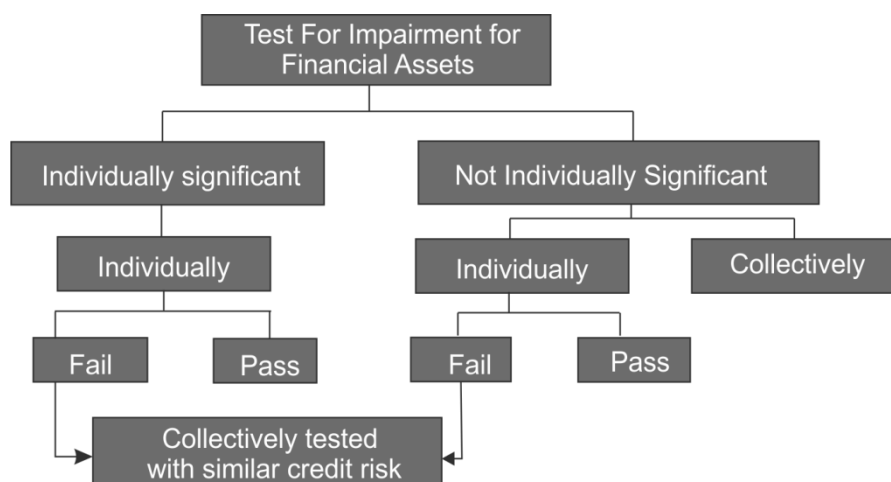 Test For Impairment for
Financial Assets
Individually significant
Not Individually Significant
Individually
Individually
Collectively
Fail
Pass
Fail
Pass
Collectively tested
with similar credit risk